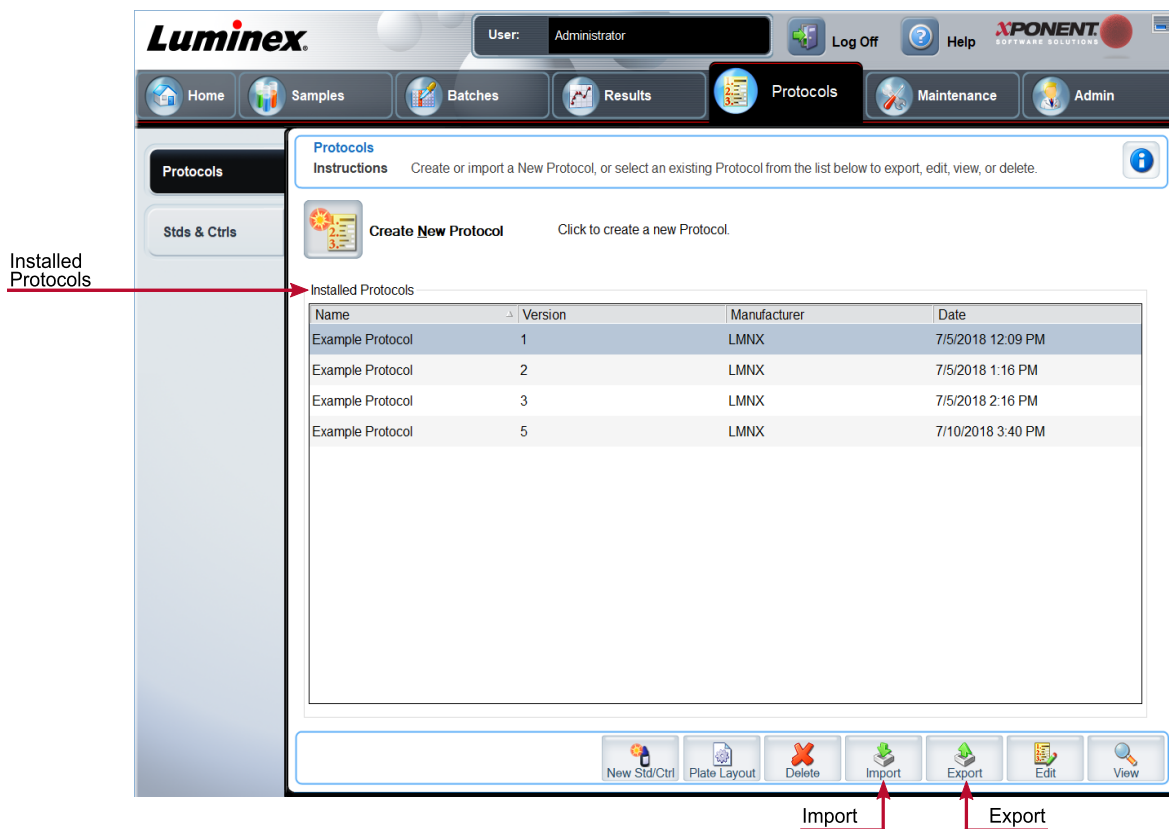 Luminex.
User: Administrator
Log Off
Help
XPONENT.
SOFTWARE SOLUTIONS
Home
Samples
Batches
Results
Protocols
Maintenance
Admin
Protocols
Stds & Ctrls
Protocols
Instructions Create or import a New Protocol, or select an existing Protocol from the list below to export, edit, view, or delete.
Create New Protocol Click to create a new Protocol.
Installed
Protocols
Installed Protocols
Name Version Manufacturer Date
Example Protocol 1 LMNX 7/5/2018 12:09 PM
Example Protocol 2 LMNX 7/5/2018 1:16 PM
Example Protocol 3 LMNX 7/5/2018 2:16 PM
Example Protocol 5 LMNX 7/10/2018 3:40 PM
New Std/Ctrl
Plate Layout
Delete
Import
Export
Edit
View
Import
Export